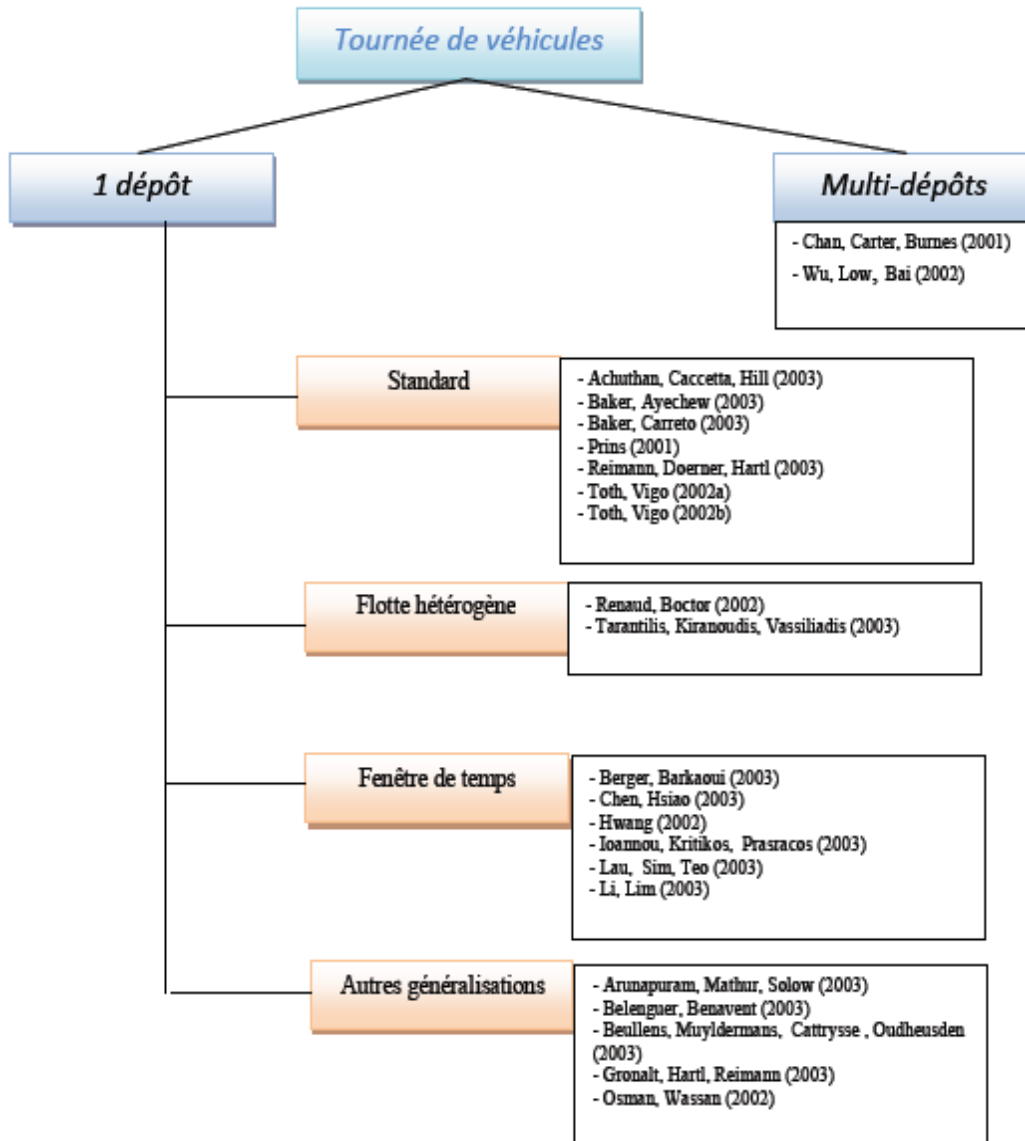 Tournée de véhicules
1 dépôt
Multi-dépôts
- Chan, Carter, Burnes (2001)
- Wu, Low, Bai (2002)
Standard
- Achuthan, Caccetta, Hill (2003)
- Baker, Ayechew (2003)
- Baker, Carreto (2003)
- Prins (2001)
- Reimann, Doerner, Hartl (2003)
- Toth, Vigo (2002a)
- Toth, Vigo (2002b)
Flotte hétérogène
- Renaud, Boctor (2002)
- Tarantilis, Kiranoudis, Vassiliadis (2003)
Fenêtre de temps
- Berger, Barkaoui (2003)
- Chen, Hsiao (2003)
- Hwang (2002)
- Ioannou, Kritikos, Prasracos (2003)
- Lau, Sim, Teo (2003)
- Li, Lim (2003)
Autres généralisations
- Arunapuram, Mathur, Solow (2003)
- Belenguer, Benavent (2003)
- Beullens, Muyldermans, Cattrysse , Oudheusden
(2003)
- Gronalt, Hartl, Reimann (2003)
- Osman, Wassan (2002)